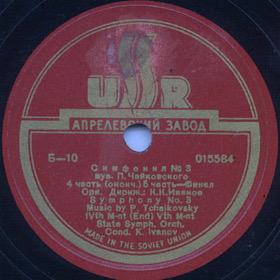 USSR
АПРЕЛЕВСКИЙ ЗАВОД
Б—10 015584
Симфония № 3
муз. П. Чайковского
4 часть (оконч.) 5 часть—Финал
Орк. Дириж.: К.К. Иванов
Symphony No. 3
Music by P. Tchaikovsky
IVth M-nt (End) Vth M-nt
State Symph. Orch.
Cond. K. Ivanov
MADE IN THE SOVIET UNION